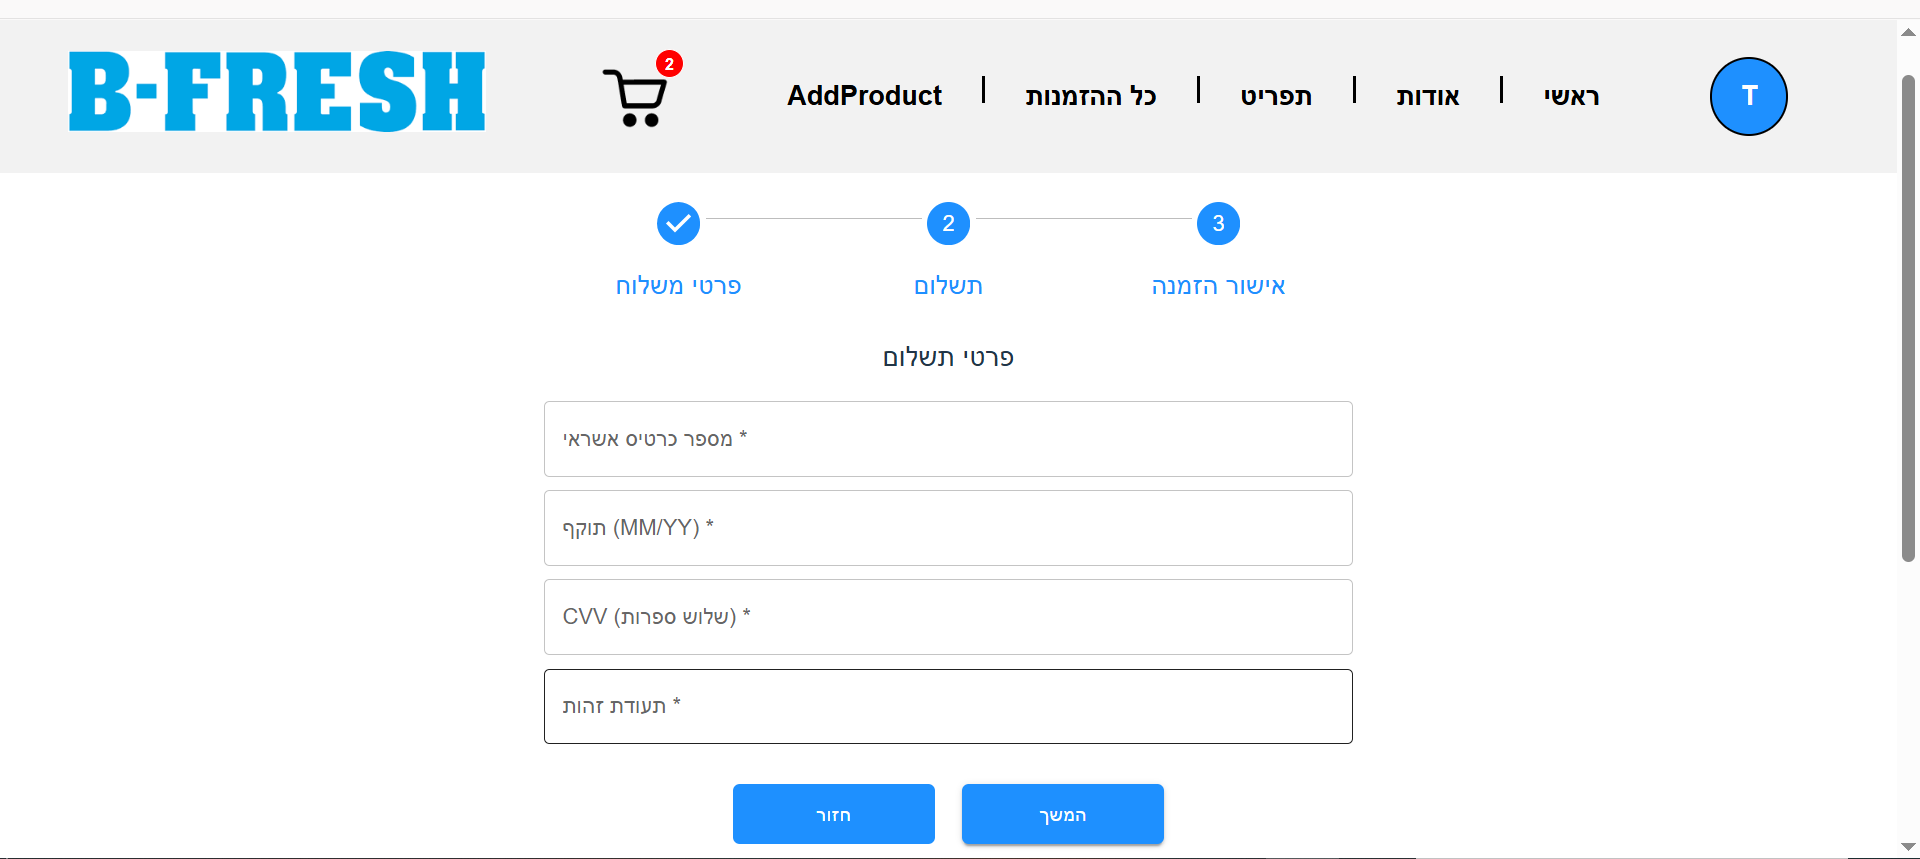 B-FRESH
2
AddProduct
כל ההזמנות
תפריט
אודות
ראשי
T
2
3
פרטי משלוח
תשלום
אישור הזמנה
פרטי תשלום
מספר כרטיס אשראי *
תוקף (MM/YY) *
CVV (שלוש ספרות) *
תעודת זהות *
חזור
המשך